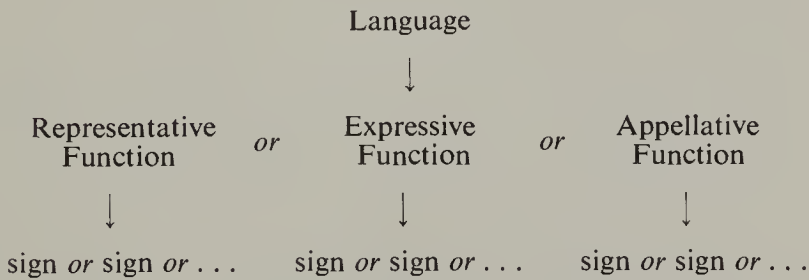 Language
↓
Representative Function or Expressive Function or Appellative Function
↓ ↓ ↓
sign or sign or . . . sign or sign or . . . sign or sign or . . .